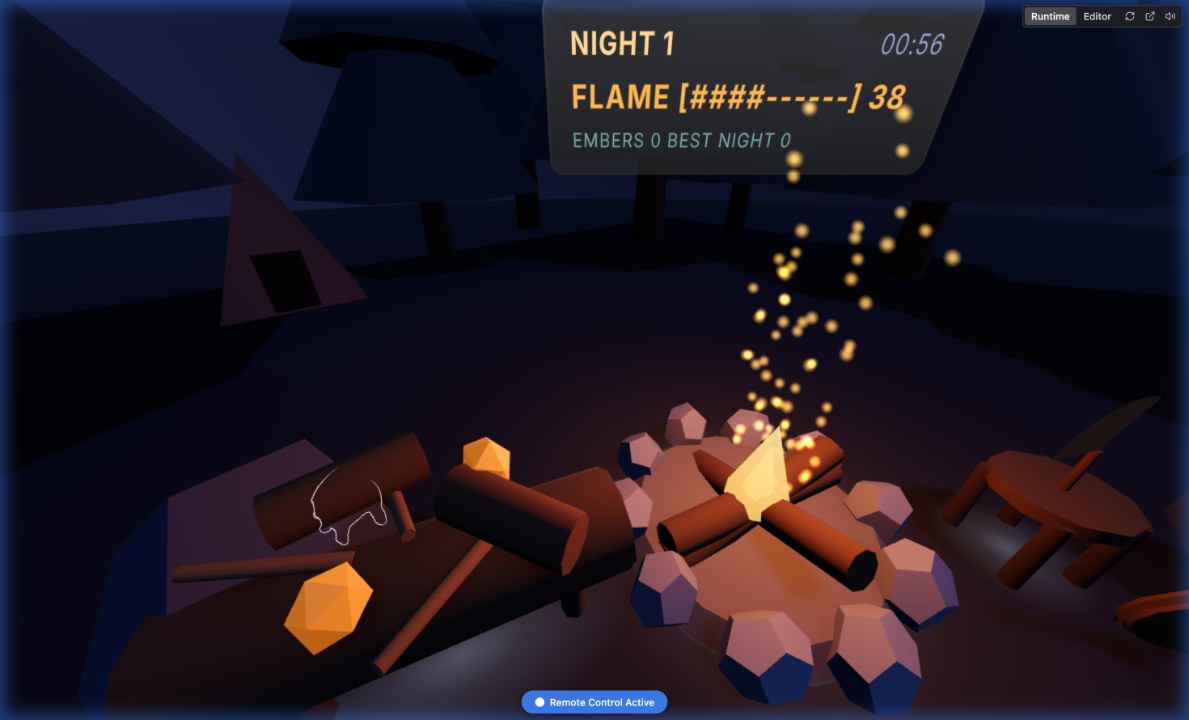 Runtime Editor
NIGHT 1 00:56
FLAME [####------] 38
EMBERS 0 BEST NIGHT 0
Remote Control Active